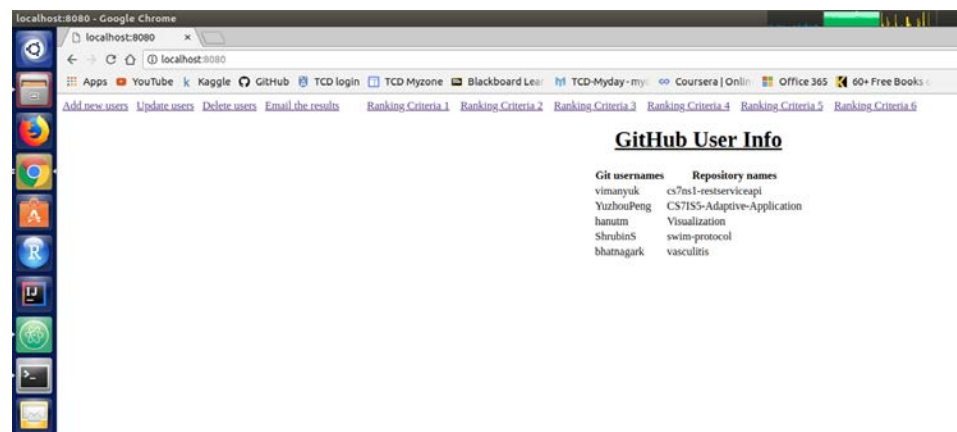 localhost:8080 - Google Chrome
localhost:8080 ×
localhost:8080
Apps YouTube Kaggle GitHub TCD login TCD Myzone Blackboard Lear TCD-Myday - my Coursera | Onlin Office 365 60+ Free Books
Add new users Update users Delete users Email the results Ranking Criteria 1 Ranking Criteria 2 Ranking Criteria 3 Ranking Criteria 4 Ranking Criteria 5 Ranking Criteria 6
GitHub User Info
Git usernames Repository names
vimanyuk cs7ns1-restserviceapi
YuzhouPeng CS7IS5-Adaptive-Application
hanutm Visualization
ShrubinS swim-protocol
bhatnagark vasculitis